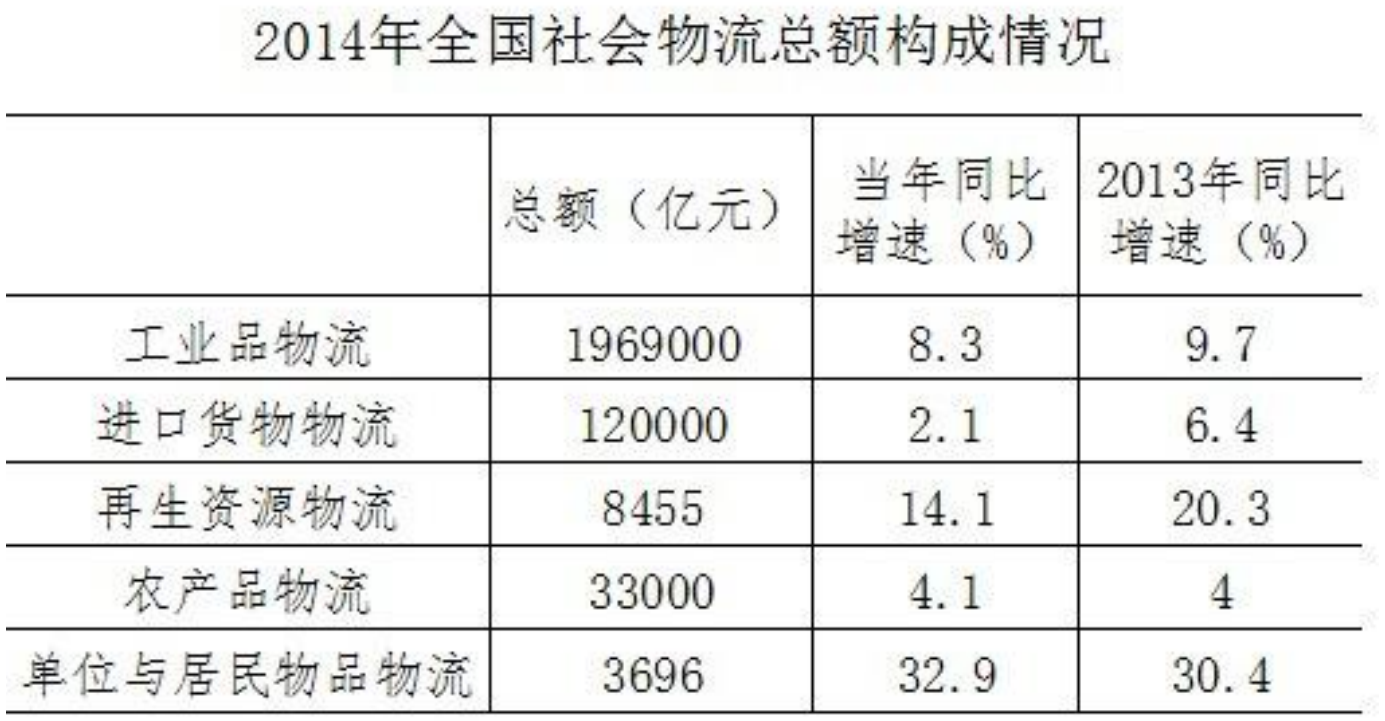 2014年全国社会物流总额构成情况
总额（亿元） 当年同比增速（%） 2013年同比增速（%）
工业品物流 1969000 8.3 9.7
进口货物物流 120000 2.1 6.4
再生资源物流 8455 14.1 20.3
农产品物流 33000 4.1 4
单位与居民物品物流 3696 32.9 30.4